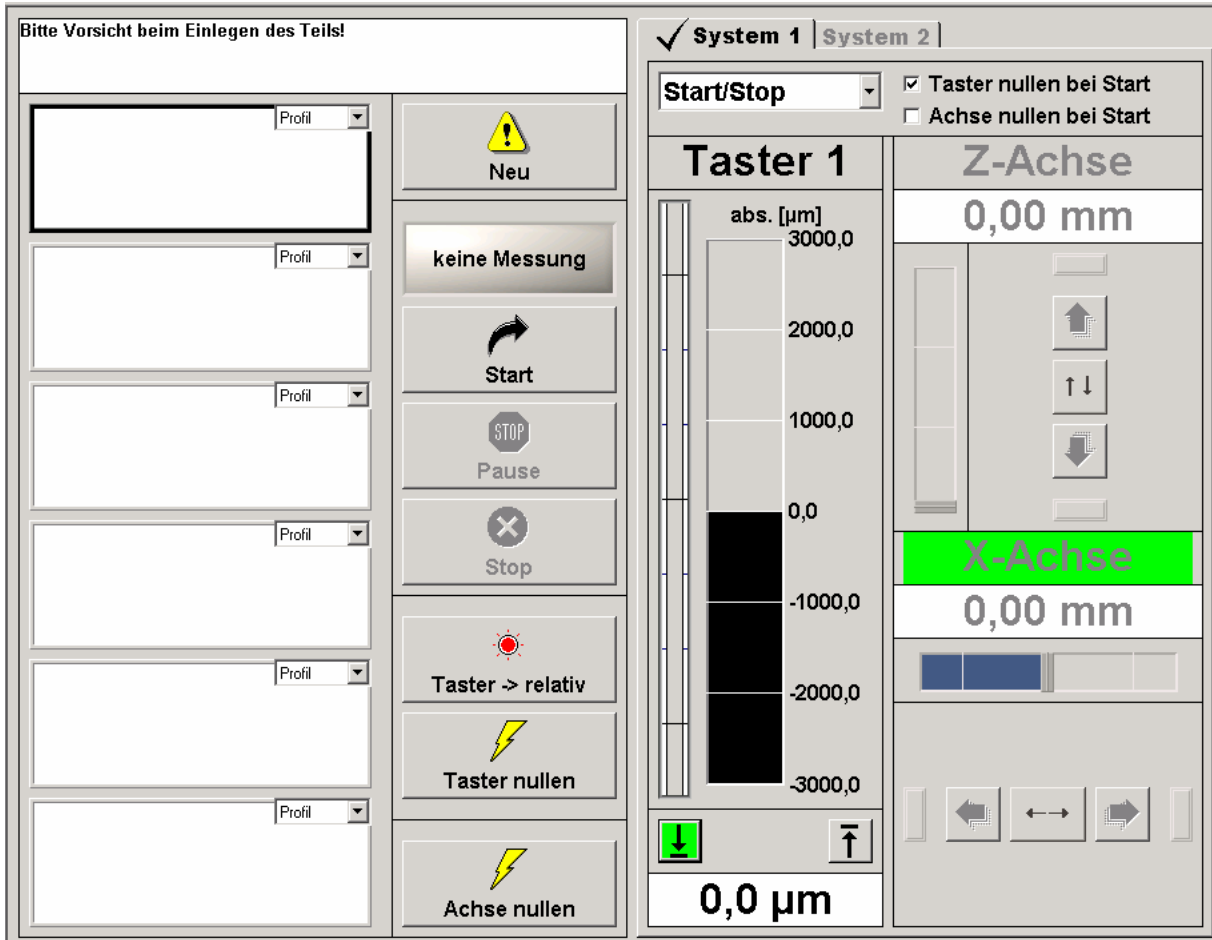 Bitte Vorsicht beim Einlegen des Teils!
Profil
Profil
Profil
Profil
Profil
Profil
Neu
keine Messung
Start
STOP
Pause
Stop
Taster -> relativ
Taster nullen
Achse nullen
System 1
System 2
Start/Stop
Taster nullen bei Start
Achse nullen bei Start
Taster 1
abs. [µm]
3000,0
2000,0
1000,0
0,0
-1000,0
-2000,0
-3000,0
0,0 µm
Z-Achse
0,00 mm
X-Achse
0,00 mm